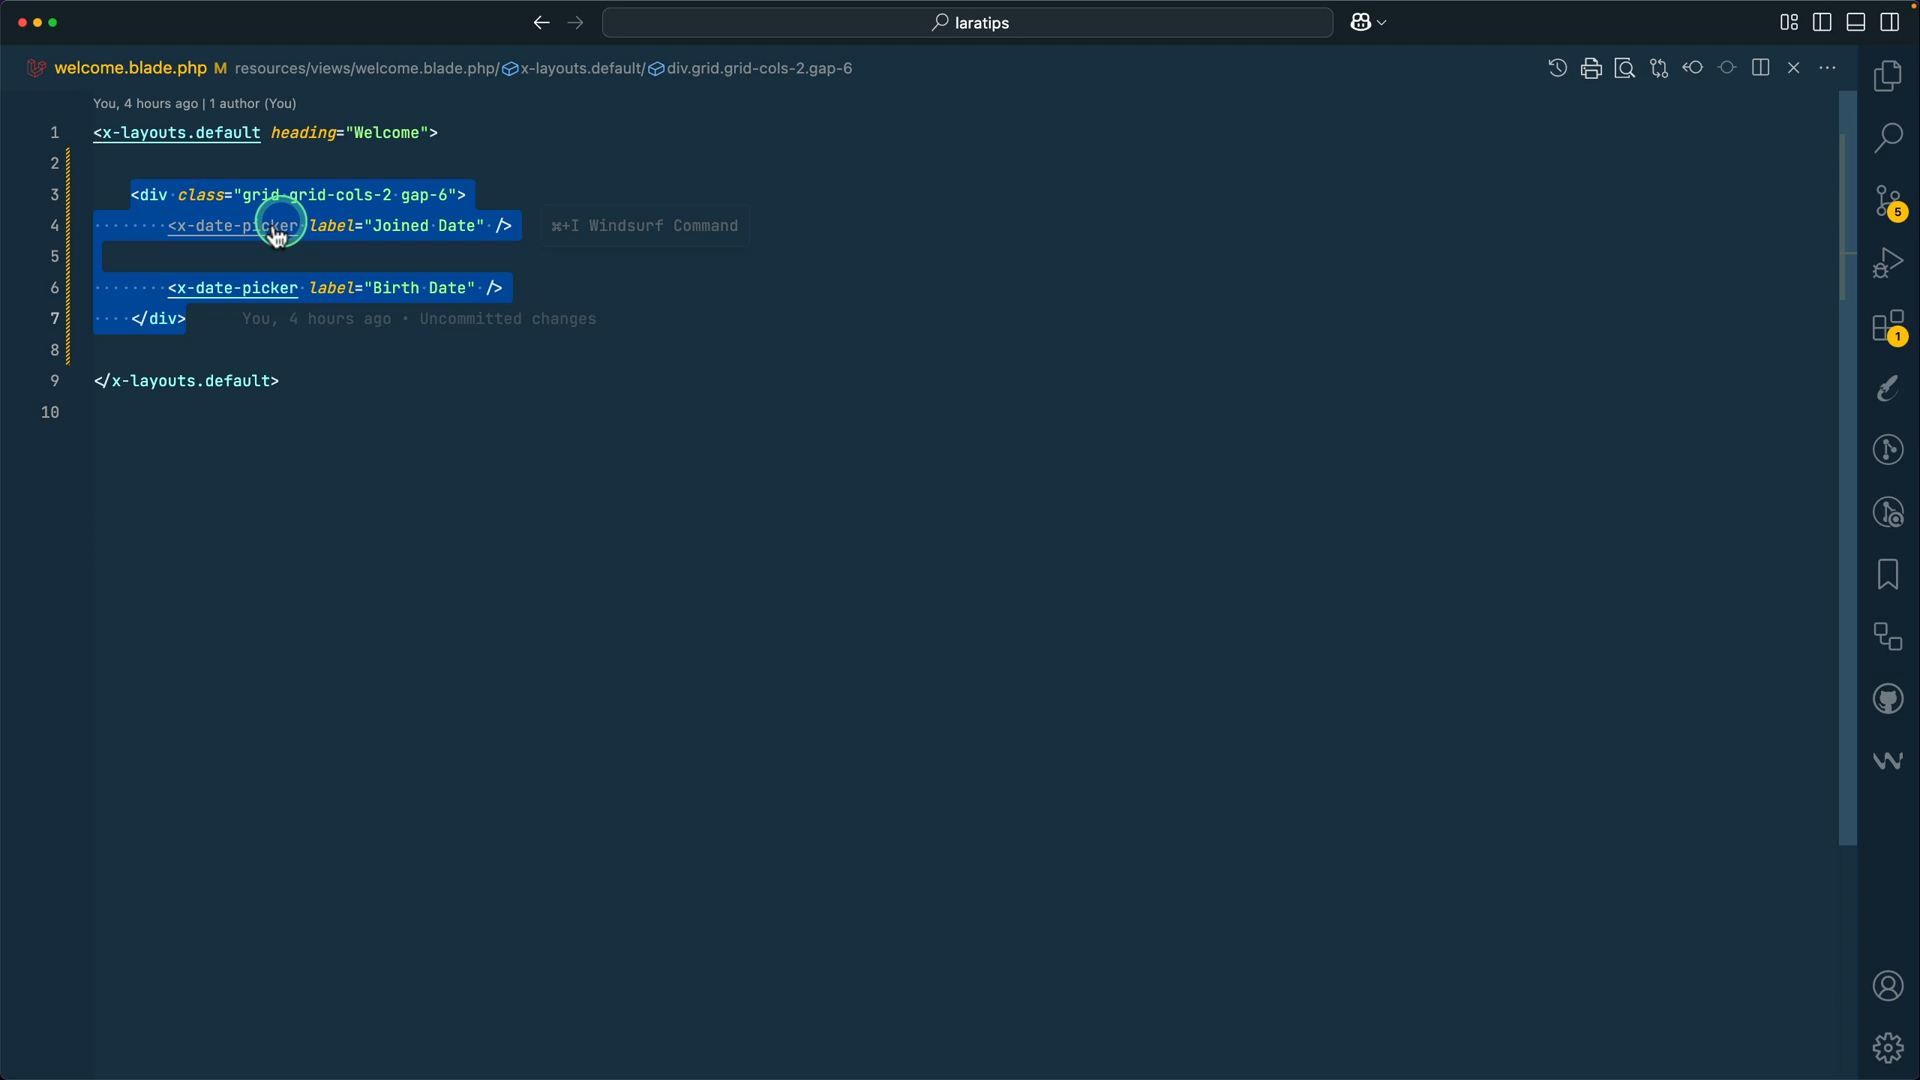 laratips
welcome.blade.php M resources/views/welcome.blade.php/x-layouts.default/div.grid.grid-cols-2.gap-6
You, 4 hours ago | 1 author (You)
1 <x-layouts.default heading="Welcome">
2
3 <div class="grid grid-cols-2 gap-6">
4 <x-date-picker label="Joined Date" /> ⌘+I Windsurf Command
5
6 <x-date-picker label="Birth Date" />
7 </div> You, 4 hours ago • Uncommitted changes
8
9 </x-layouts.default>
10
5
1